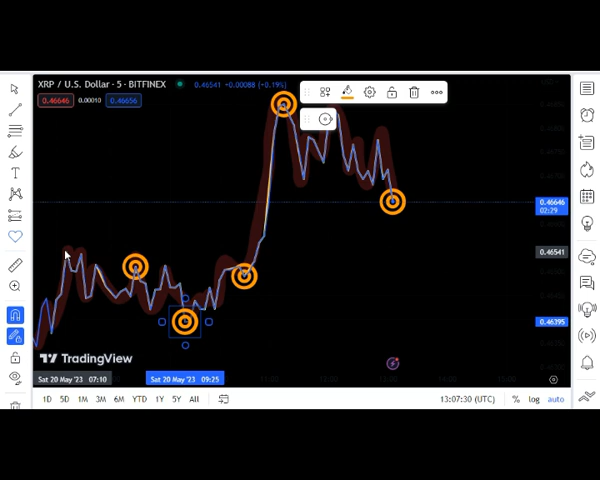 XRP / U.S. Dollar · 5 · BITFINEX 0.46541 −0.00088 (−0.19%)
0.46646 0.00010 0.46656
0.46646
02:29
0.46541
0.46395
TradingView
Sat 20 May '23 07:10 Sat 20 May '23 09:25
1D 5D 1M 3M 6M YTD 1Y 5Y All 13:07:30 (UTC) % log auto